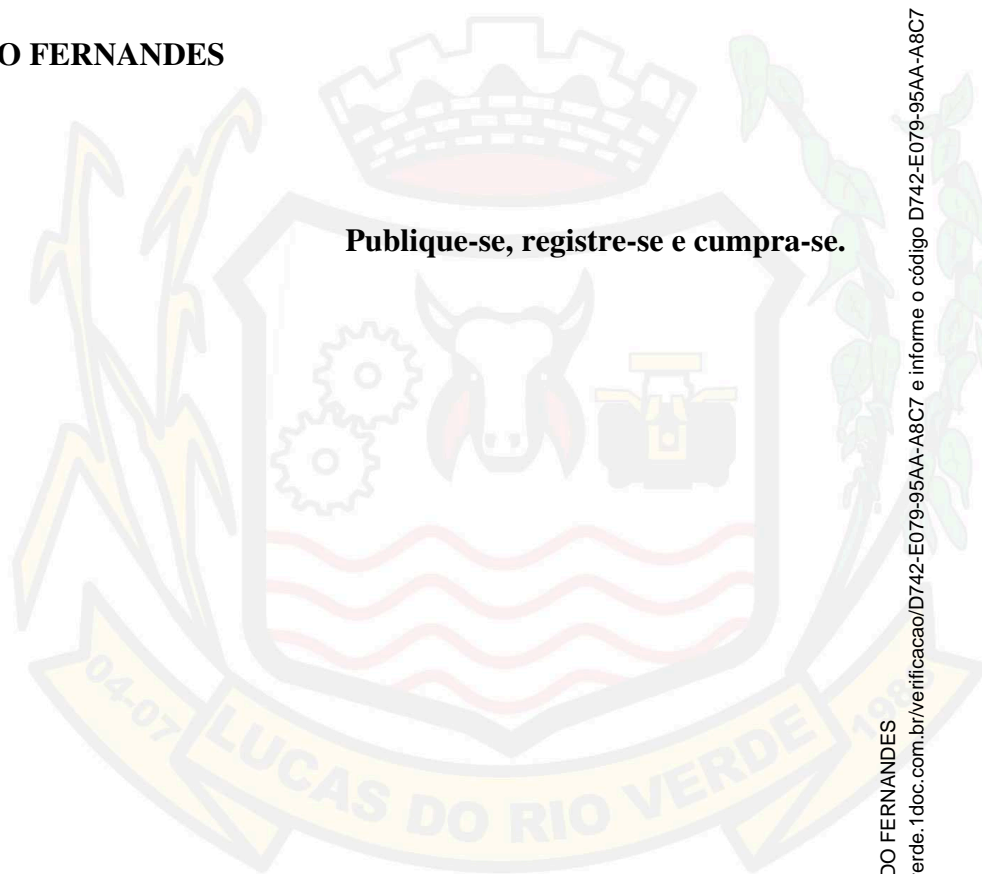 O FERNANDES
Publique-se, registre-se e cumpra-se.
04-07 LUCAS DO RIO VERDE 1988
DO FERNANDES
erde.1doc.com.br/verificacao/D742-E079-95AA-A8C7 e informe o código D742-E079-95AA-A8C7